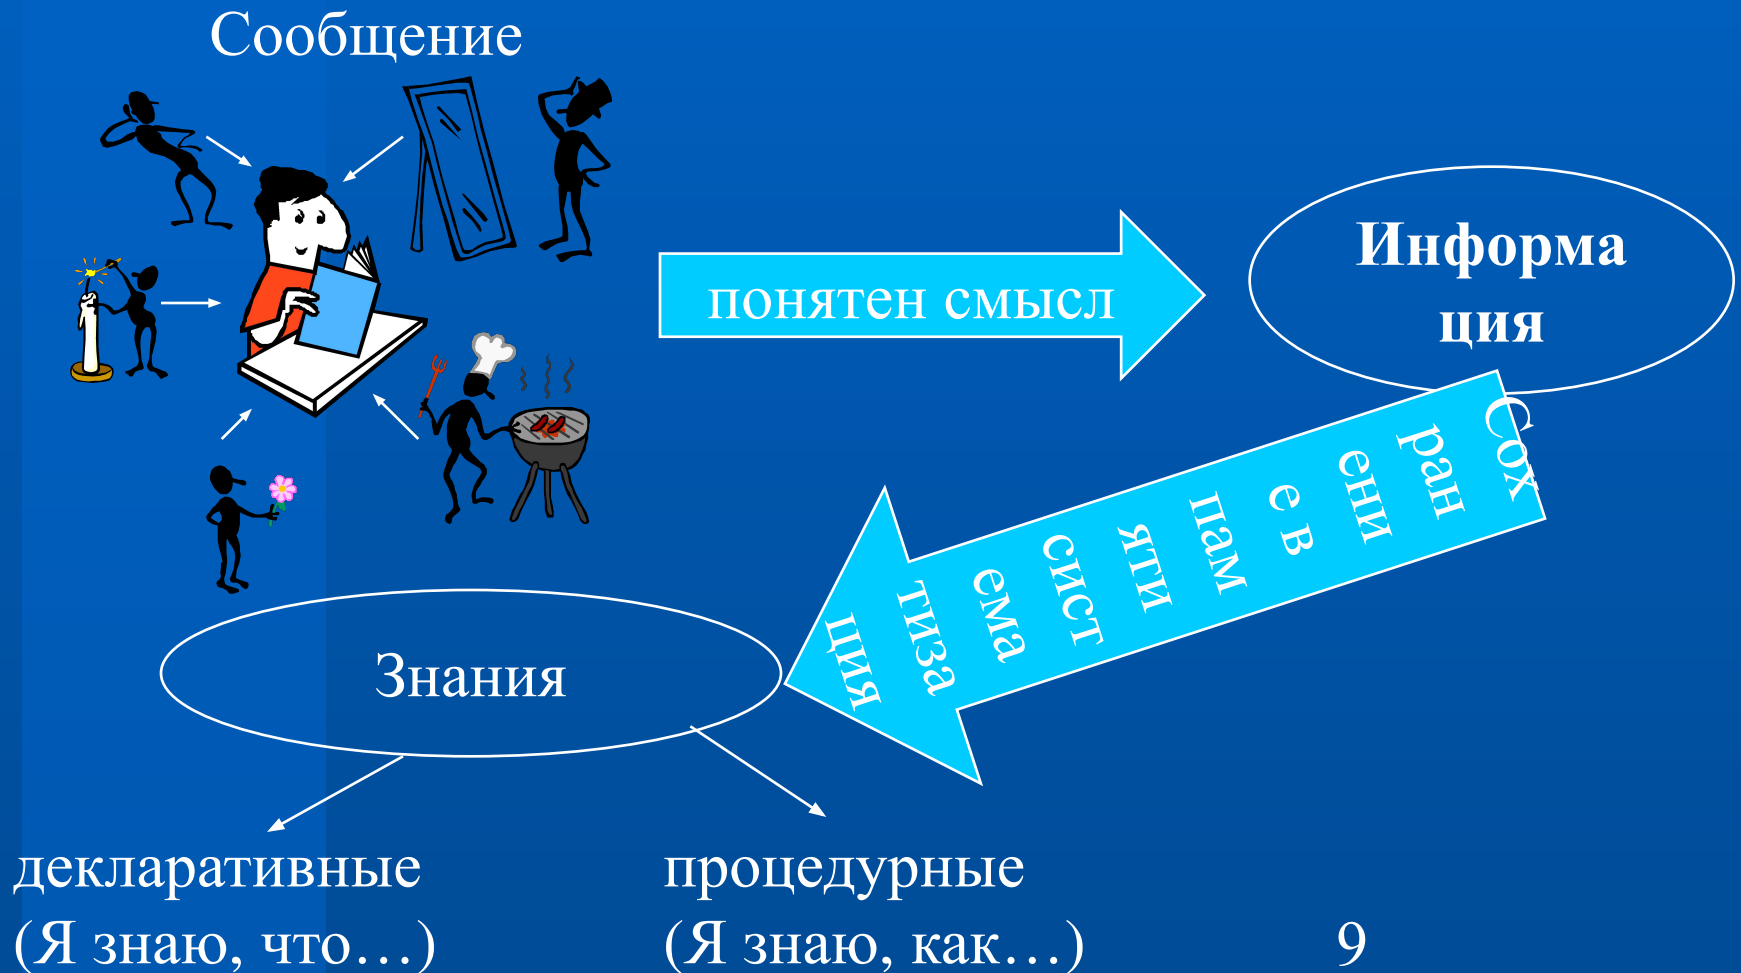 Сообщение
понятен смысл
Информа
ция
Сох
ран
ени
е в
пам
яти
сист
ема
тиза
ция
Знания
декларативные
(Я знаю, что…)
процедурные
(Я знаю, как…)
9